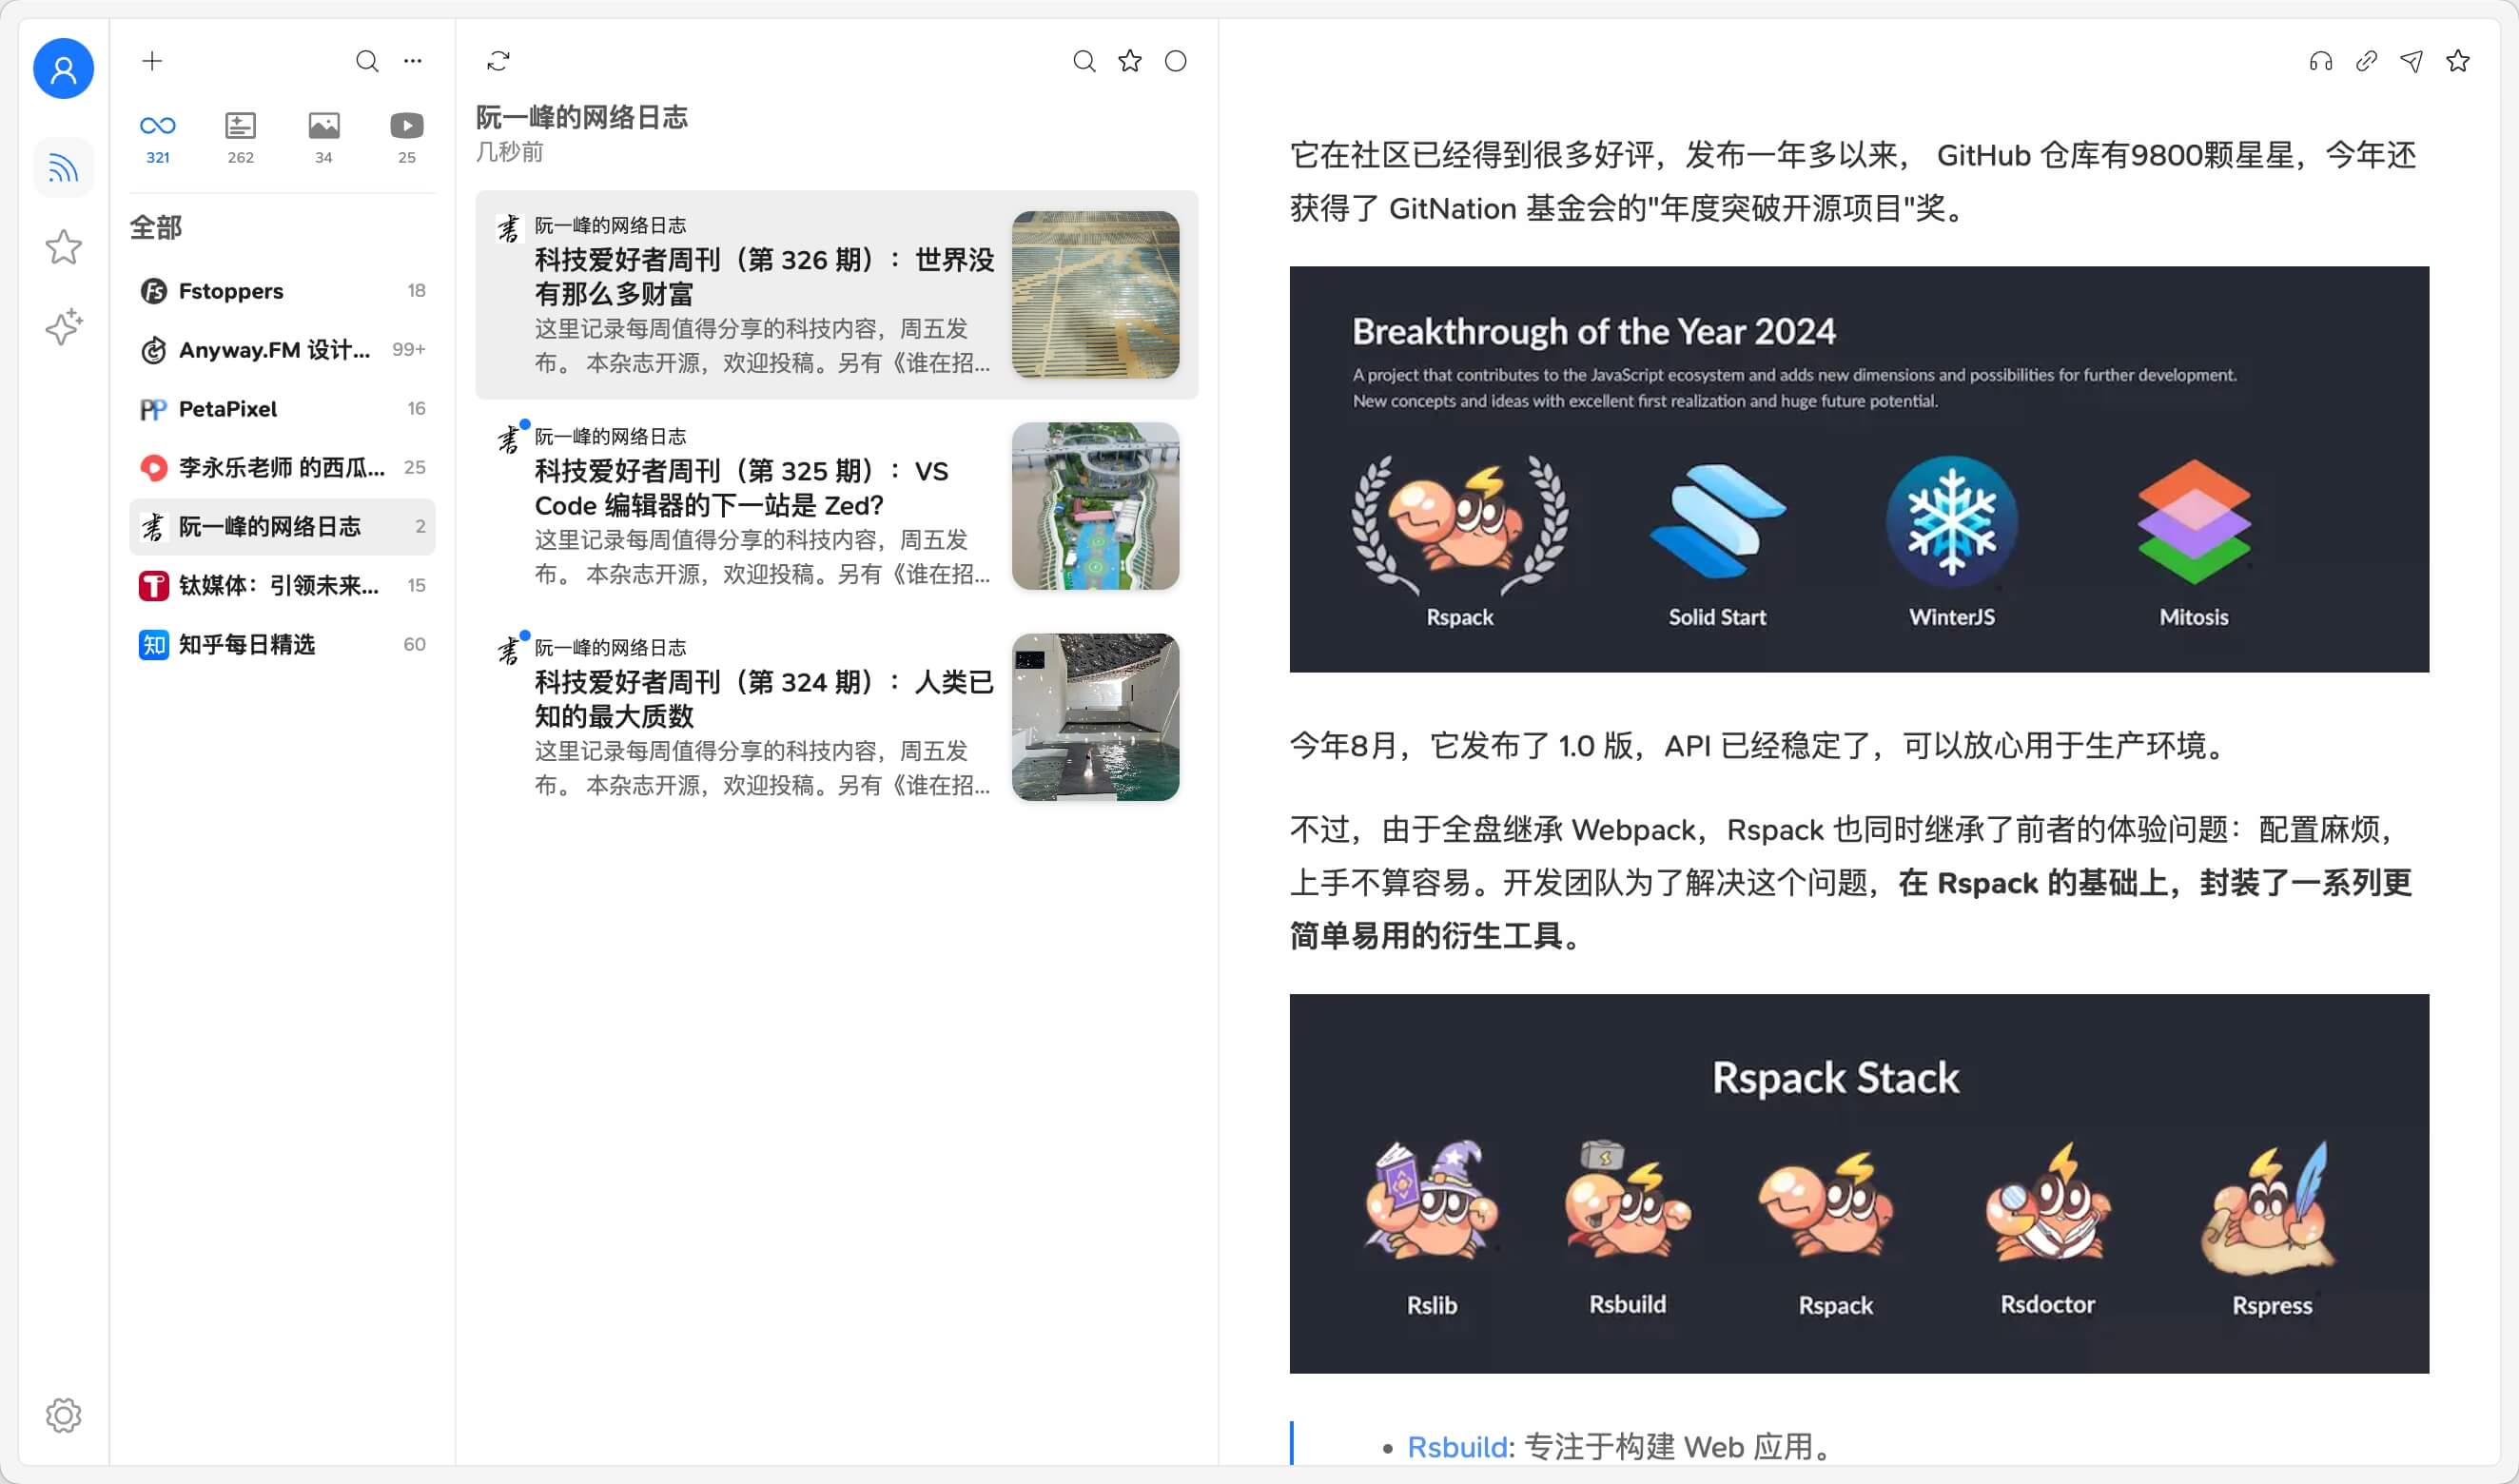 321
262
34
25
全部
Fstoppers
18
Anyway.FM 设计...
99+
PetaPixel
16
李永乐老师 的西瓜...
25
阮一峰的网络日志
2
钛媒体：引领未来...
15
知乎每日精选
60
阮一峰的网络日志
几秒前
阮一峰的网络日志
科技爱好者周刊（第 326 期）：世界没
有那么多财富
这里记录每周值得分享的科技内容，周五发
布。 本杂志开源，欢迎投稿。另有《谁在招...
阮一峰的网络日志
科技爱好者周刊（第 325 期）：VS
Code 编辑器的下一站是 Zed?
这里记录每周值得分享的科技内容，周五发
布。 本杂志开源，欢迎投稿。另有《谁在招...
阮一峰的网络日志
科技爱好者周刊（第 324 期）：人类已
知的最大质数
这里记录每周值得分享的科技内容，周五发
布。 本杂志开源，欢迎投稿。另有《谁在招...
它在社区已经得到很多好评，发布一年多以来， GitHub 仓库有9800颗星星，今年还
获得了 GitNation 基金会的"年度突破开源项目"奖。
Breakthrough of the Year 2024
A project that contributes to the JavaScript ecosystem and adds new dimensions and possibilities for further development.
New concepts and ideas with excellent first realization and huge future potential.
Rspack
Solid Start
WinterJS
Mitosis
今年8月，它发布了 1.0 版，API 已经稳定了，可以放心用于生产环境。
不过，由于全盘继承 Webpack，Rspack 也同时继承了前者的体验问题：配置麻烦，
上手不算容易。开发团队为了解决这个问题，在 Rspack 的基础上，封装了一系列更
简单易用的衍生工具。
Rspack Stack
Rslib
Rsbuild
Rspack
Rsdoctor
Rspress
• Rsbuild: 专注于构建 Web 应用。